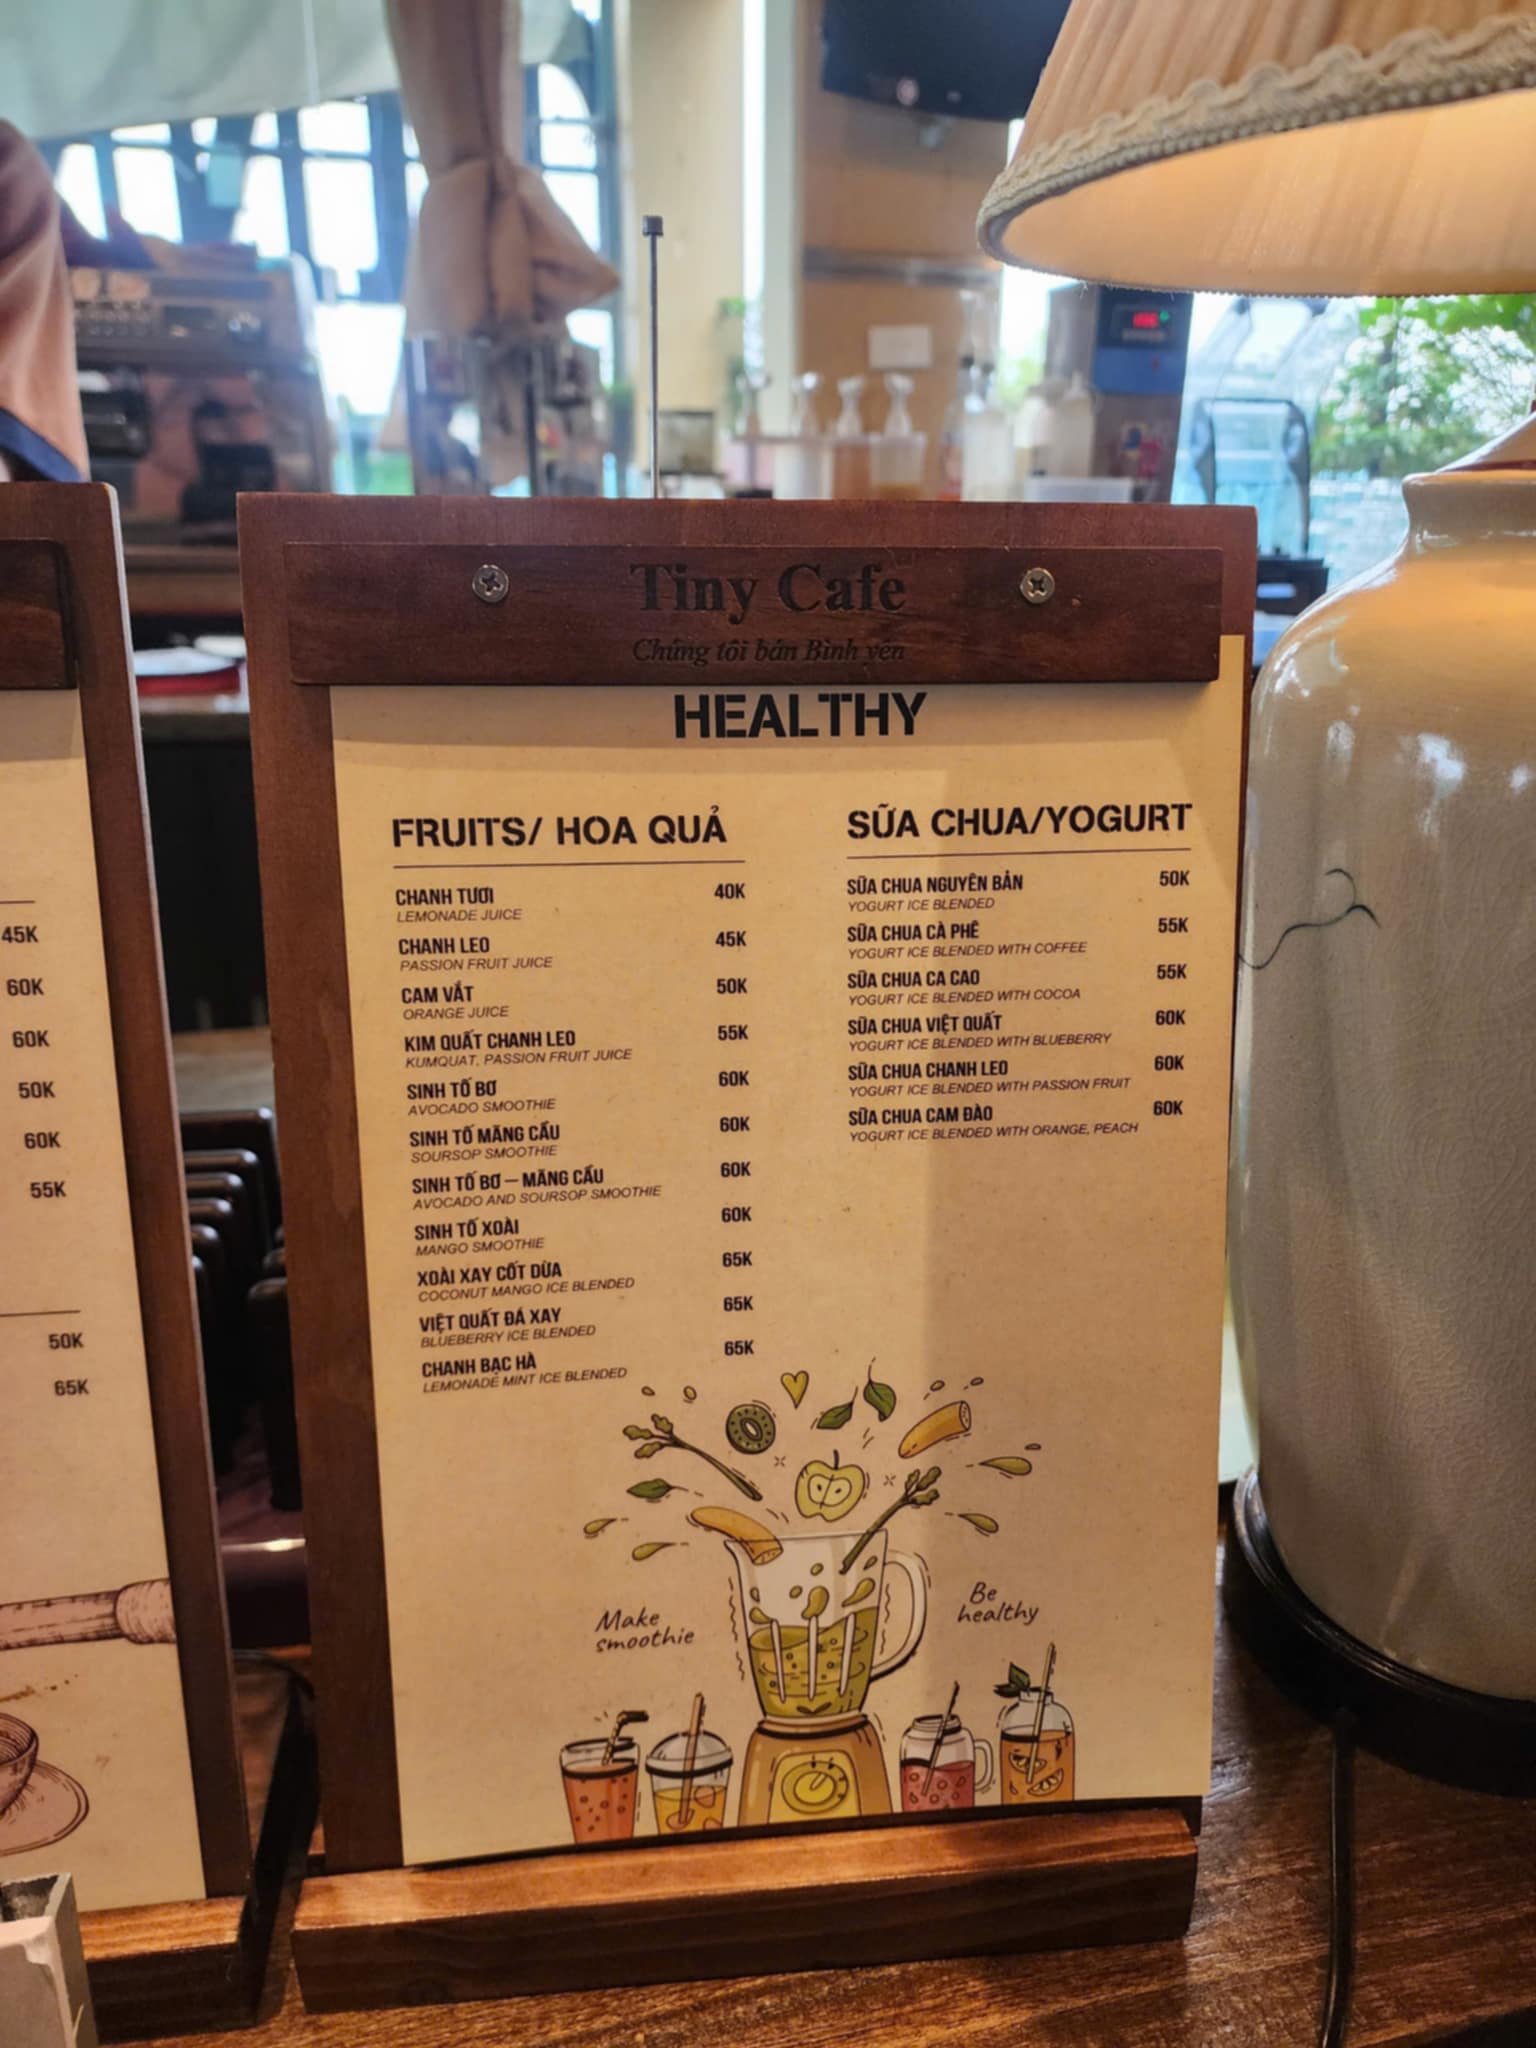 Tiny Cafe
Chúng tôi bán Bình yên
HEALTHY
FRUITS/ HOA QUẢ
CHANH TƯƠI 40K
LEMONADE JUICE
CHANH LEO 45K
PASSION FRUIT JUICE
CAM VẮT 50K
ORANGE JUICE
KIM QUẤT CHANH LEO 55K
KUMQUAT, PASSION FRUIT JUICE
SINH TỐ BƠ 60K
AVOCADO SMOOTHIE
SINH TỐ MÃNG CẦU 60K
SOURSOP SMOOTHIE
SINH TỐ BƠ – MÃNG CẦU 60K
AVOCADO AND SOURSOP SMOOTHIE
SINH TỐ XOÀI 60K
MANGO SMOOTHIE
XOÀI XAY CỐT DỪA 65K
COCONUT MANGO ICE BLENDED
VIỆT QUẤT ĐÁ XAY 65K
BLUEBERRY ICE BLENDED
CHANH BẠC HÀ 65K
LEMONADE MINT ICE BLENDED
SỮA CHUA/YOGURT
SỮA CHUA NGUYÊN BẢN 50K
YOGURT ICE BLENDED
SỮA CHUA CÀ PHÊ 55K
YOGURT ICE BLENDED WITH COFFEE
SỮA CHUA CA CAO 55K
YOGURT ICE BLENDED WITH COCOA
SỮA CHUA VIỆT QUẤT 60K
YOGURT ICE BLENDED WITH BLUEBERRY
SỮA CHUA CHANH LEO 60K
YOGURT ICE BLENDED WITH PASSION FRUIT
SỮA CHUA CAM ĐÀO 60K
YOGURT ICE BLENDED WITH ORANGE, PEACH
Make
smoothie
Be
healthy
45K
60K
60K
50K
60K
55K
50K
65K